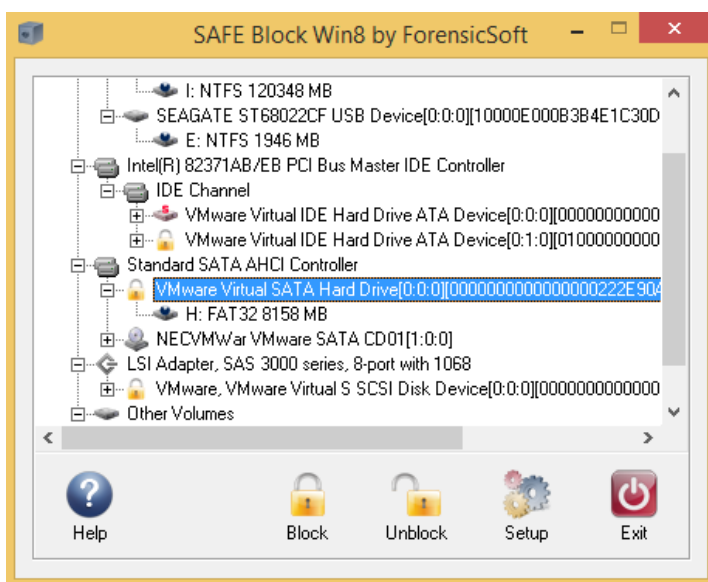 SAFE Block Win8 by ForensicSoft
I: NTFS 120348 MB
SEAGATE ST68022CF USB Device[0:0:0][10000E000B3B4E1C30D
E: NTFS 1946 MB
Intel(R) 82371AB/EB PCI Bus Master IDE Controller
IDE Channel
VMware Virtual IDE Hard Drive ATA Device[0:0:0][00000000000
VMware Virtual IDE Hard Drive ATA Device[0:1:0][01000000000
Standard SATA AHCI Controller
VMware Virtual SATA Hard Drive[0:0:0][0000000000000000222E90A
H: FAT32 8158 MB
NECVMWar VMware SATA CD01[1:0:0]
LSI Adapter, SAS 3000 series, 8-port with 1068
VMware, VMware Virtual S SCSI Disk Device[0:0:0][0000000000000
Other Volumes
Help Block Unblock Setup Exit